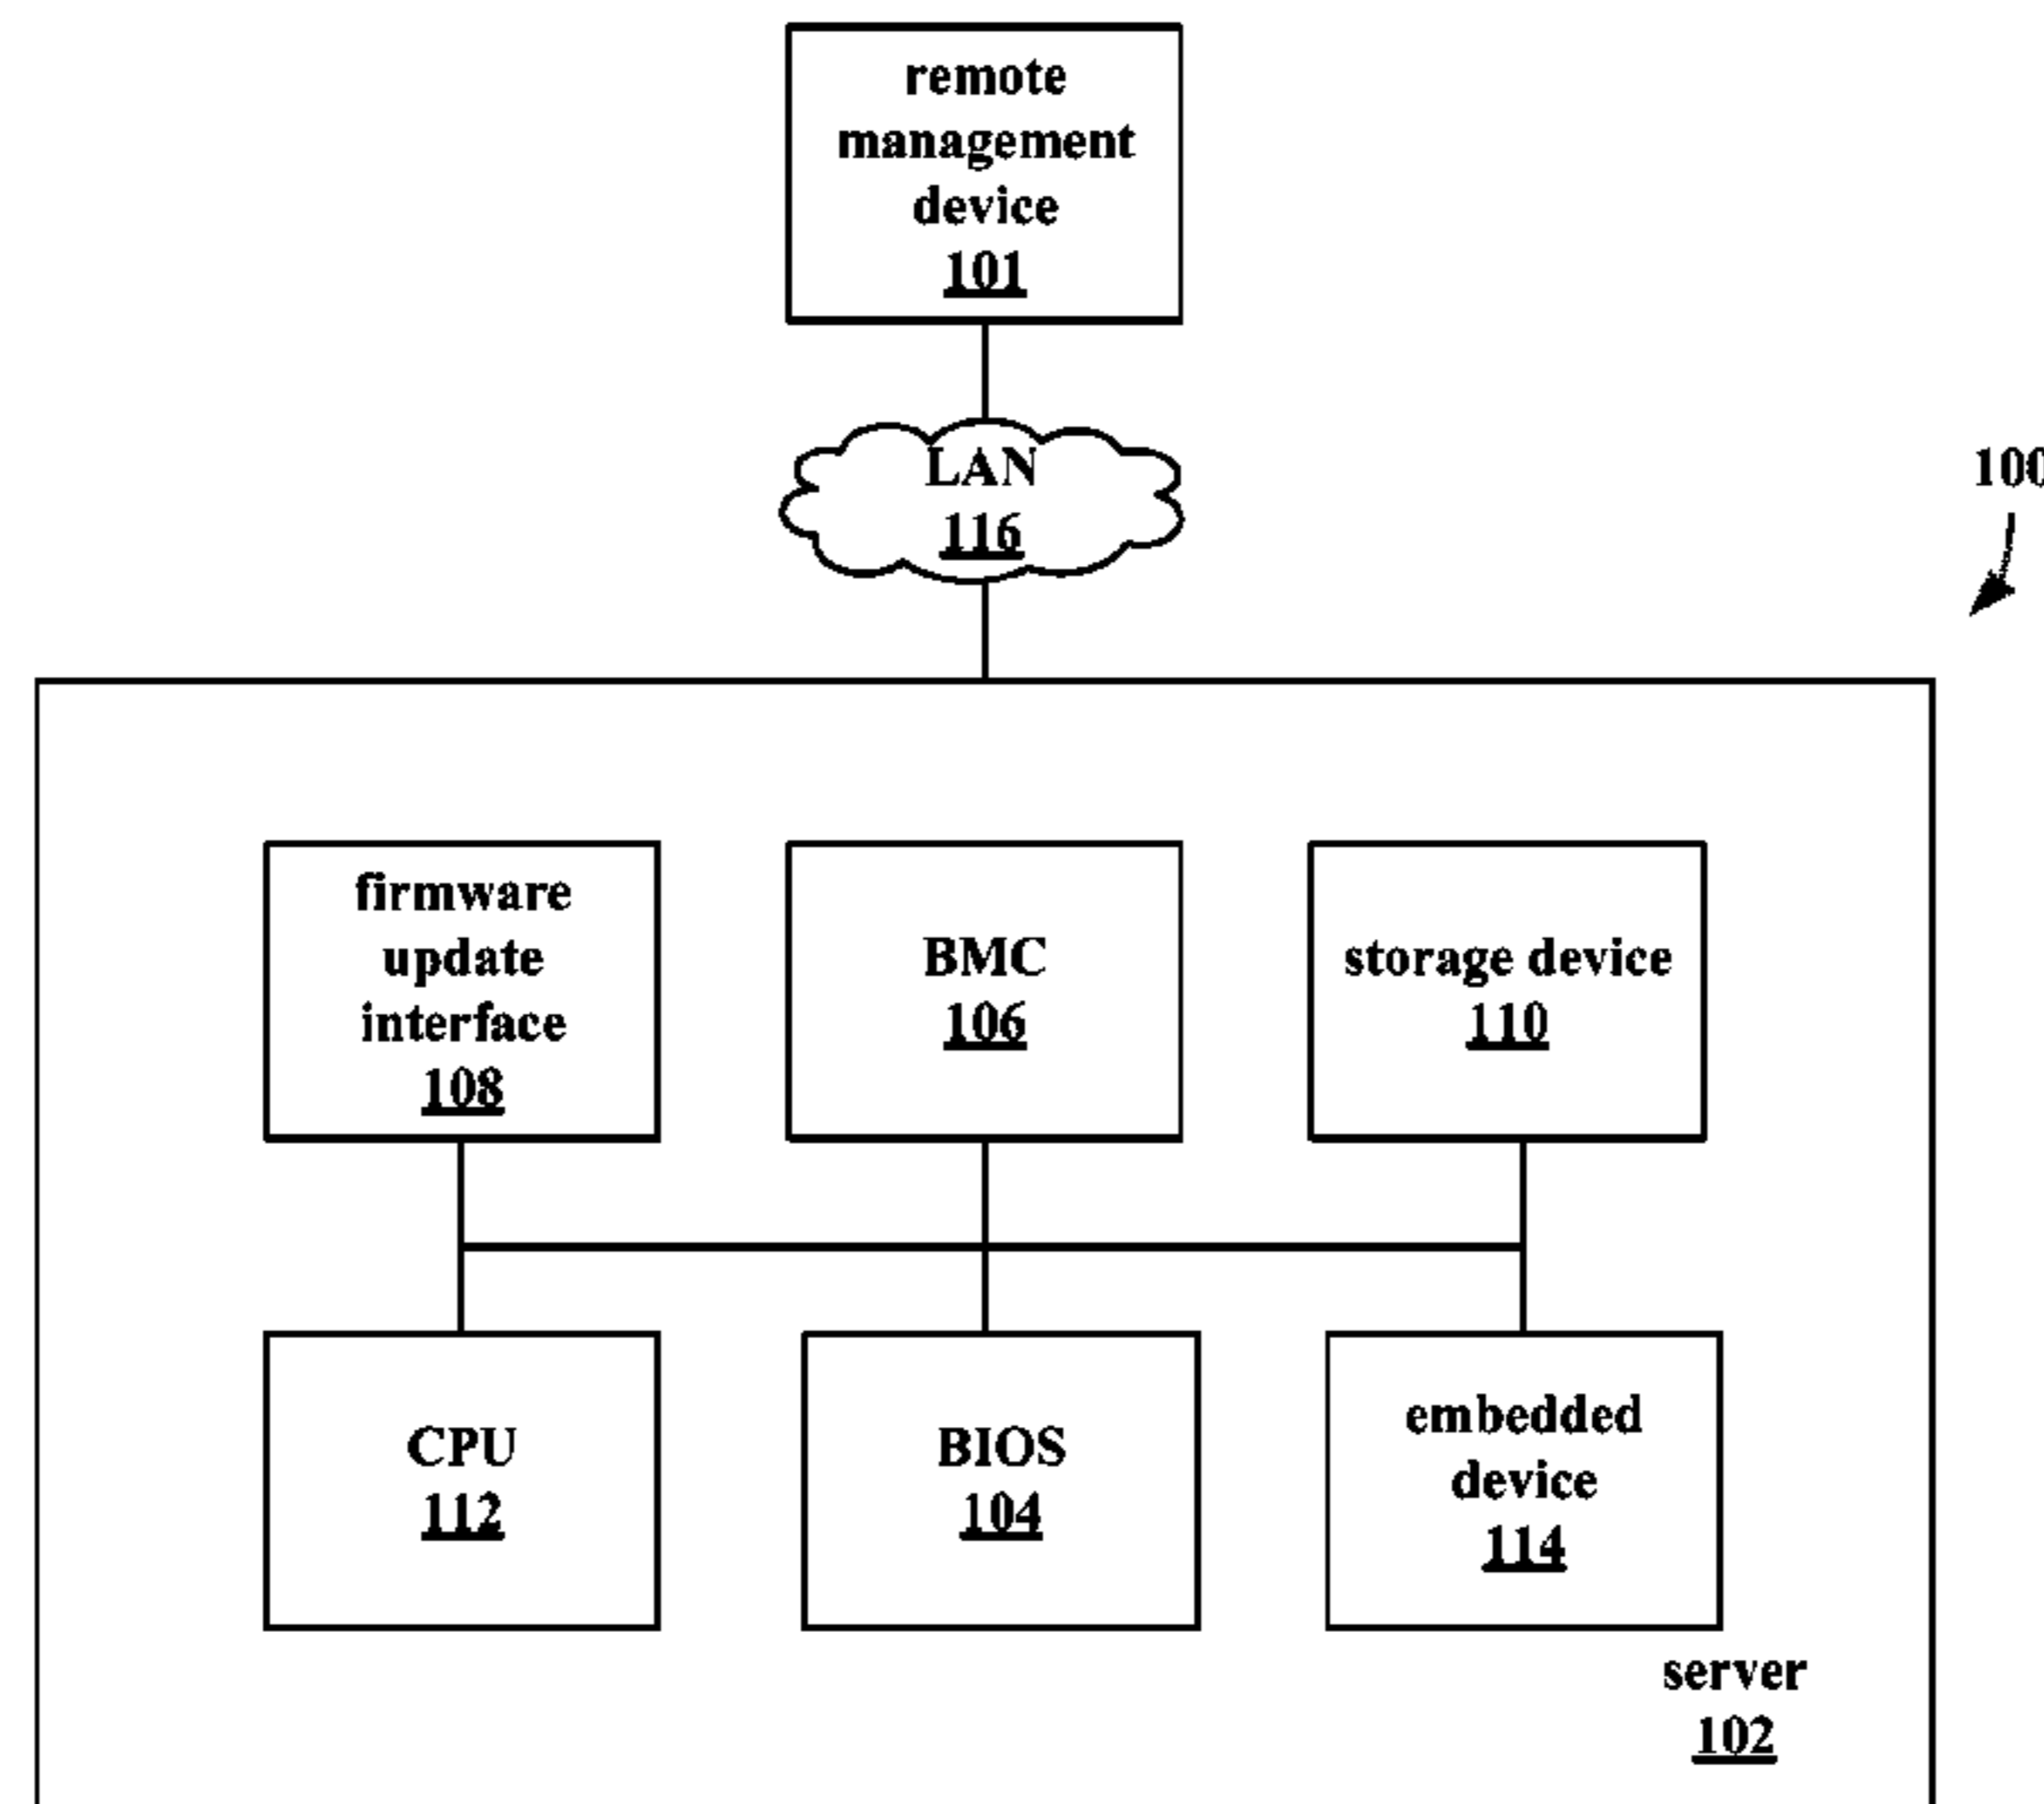 remote
management
device
101
LAN
116
100
firmware
update
interface
108
BMC
106
storage device
110
CPU
112
BIOS
104
embedded
device
114
server
102